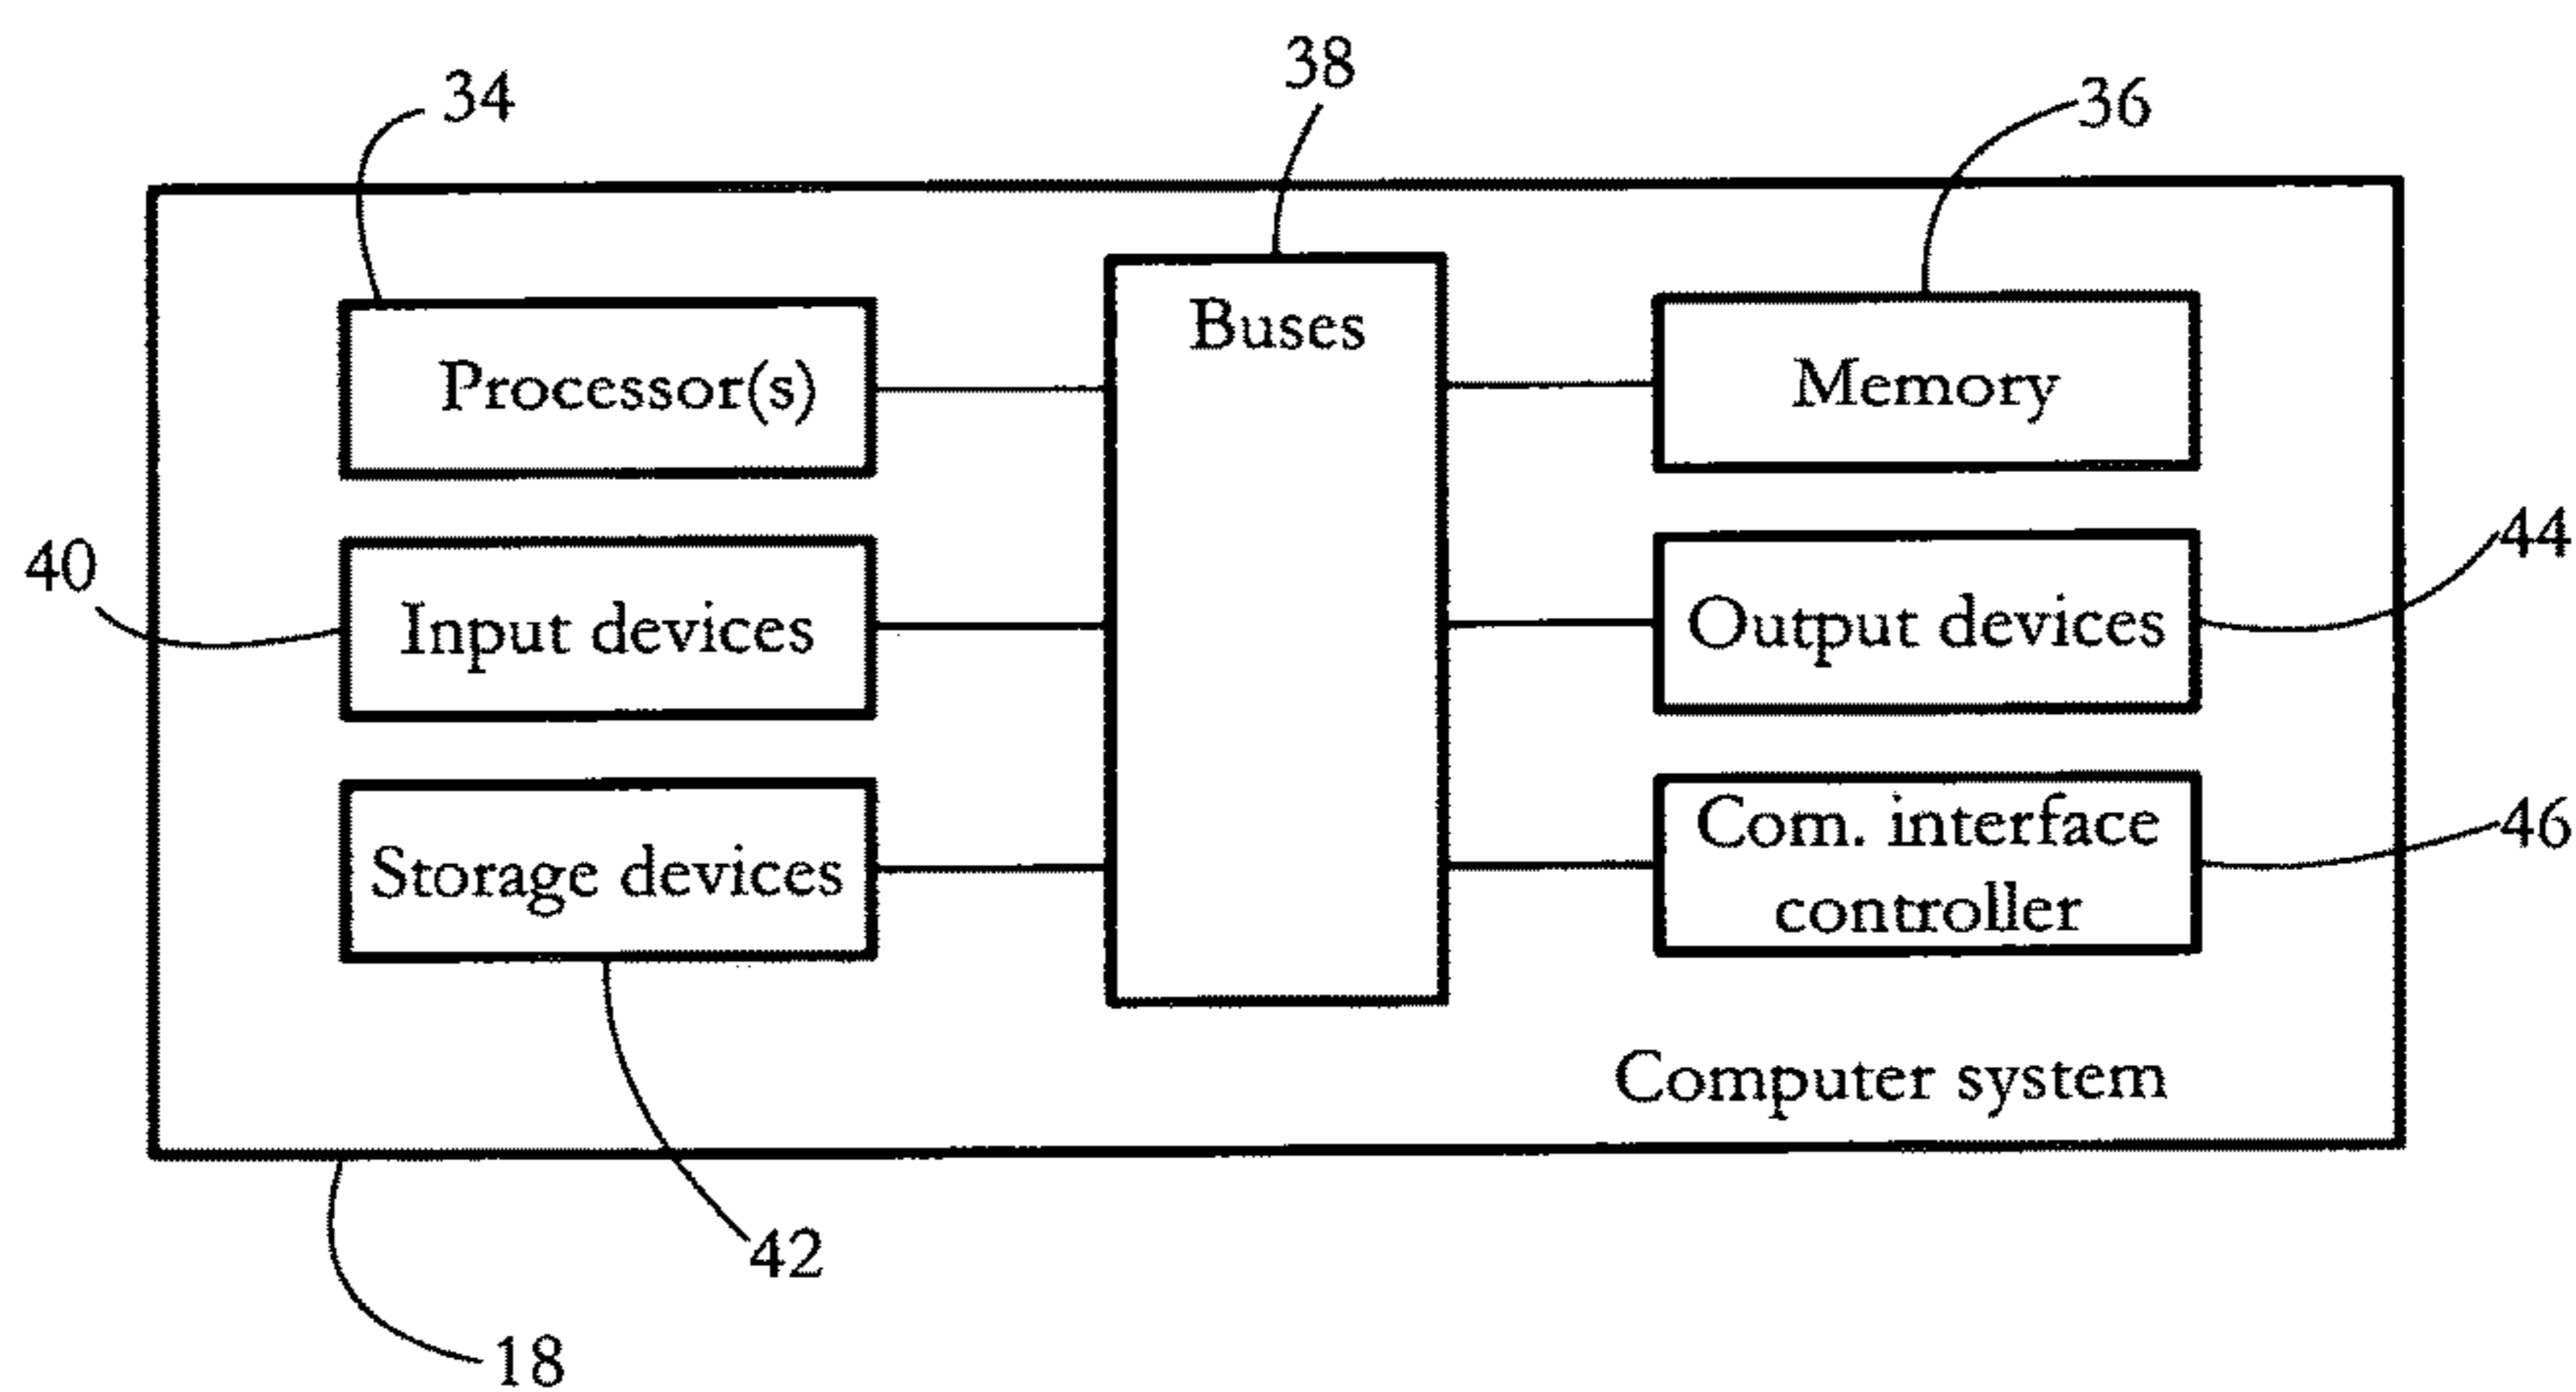 38
34
36
Buses
Processor(s)
Memory
40
44
Input devices
Output devices
46
Storage devices
Com. interface
controller
Computer system
42
18